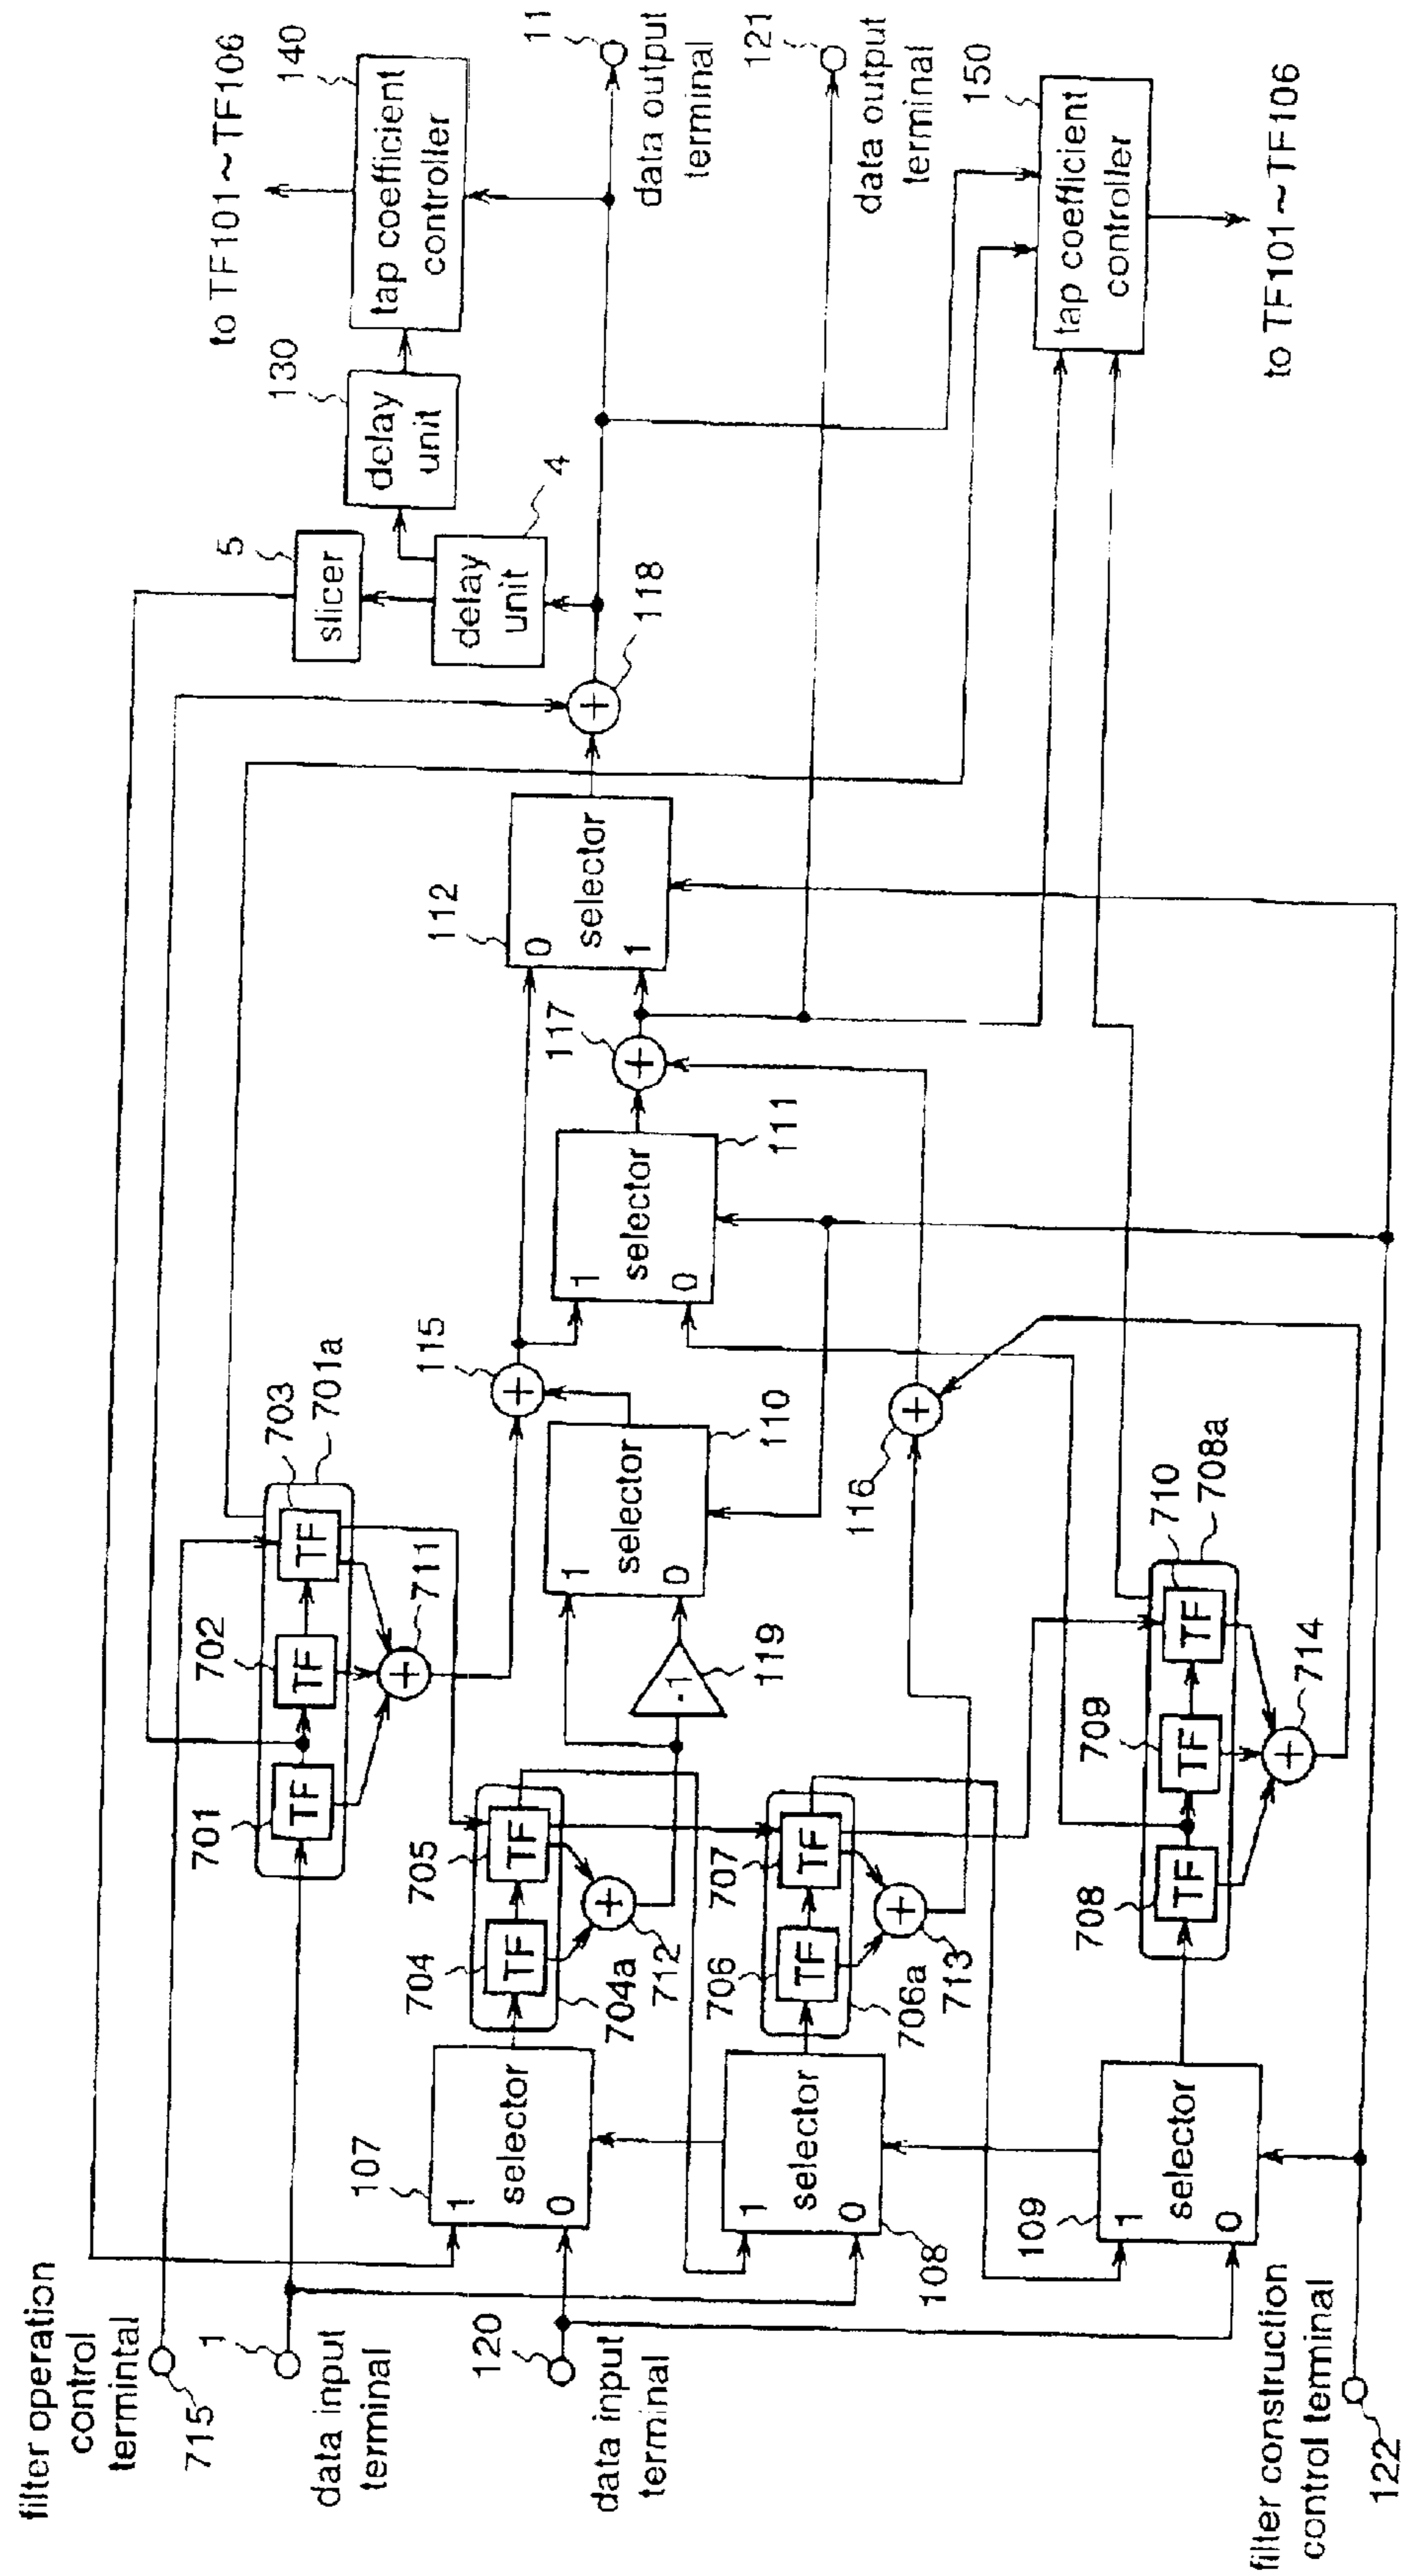 filter operation
control
termintal
715
1
data input
terminal
120
data input
terminal
filter construction
control terminal
122
701
TF
702
TF
703
TF
701a
711
+
107
selector
1
0
704
TF
705
TF
704a
712
+
108
selector
1
0
706
TF
707
TF
706a
713
+
109
selector
1
0
708
TF
709
TF
710
TF
708a
714
+
-1
119
110
selector
1
0
115
+
116
+
111
selector
1
0
117
+
112
selector
0
1
118
+
5
slicer
4
delay
unit
130
delay
unit
140
tap coefficient
controller
to TF101~TF106
11
data output
terminal
121
data output
terminal
150
tap coefficient
controller
to TF101~TF106